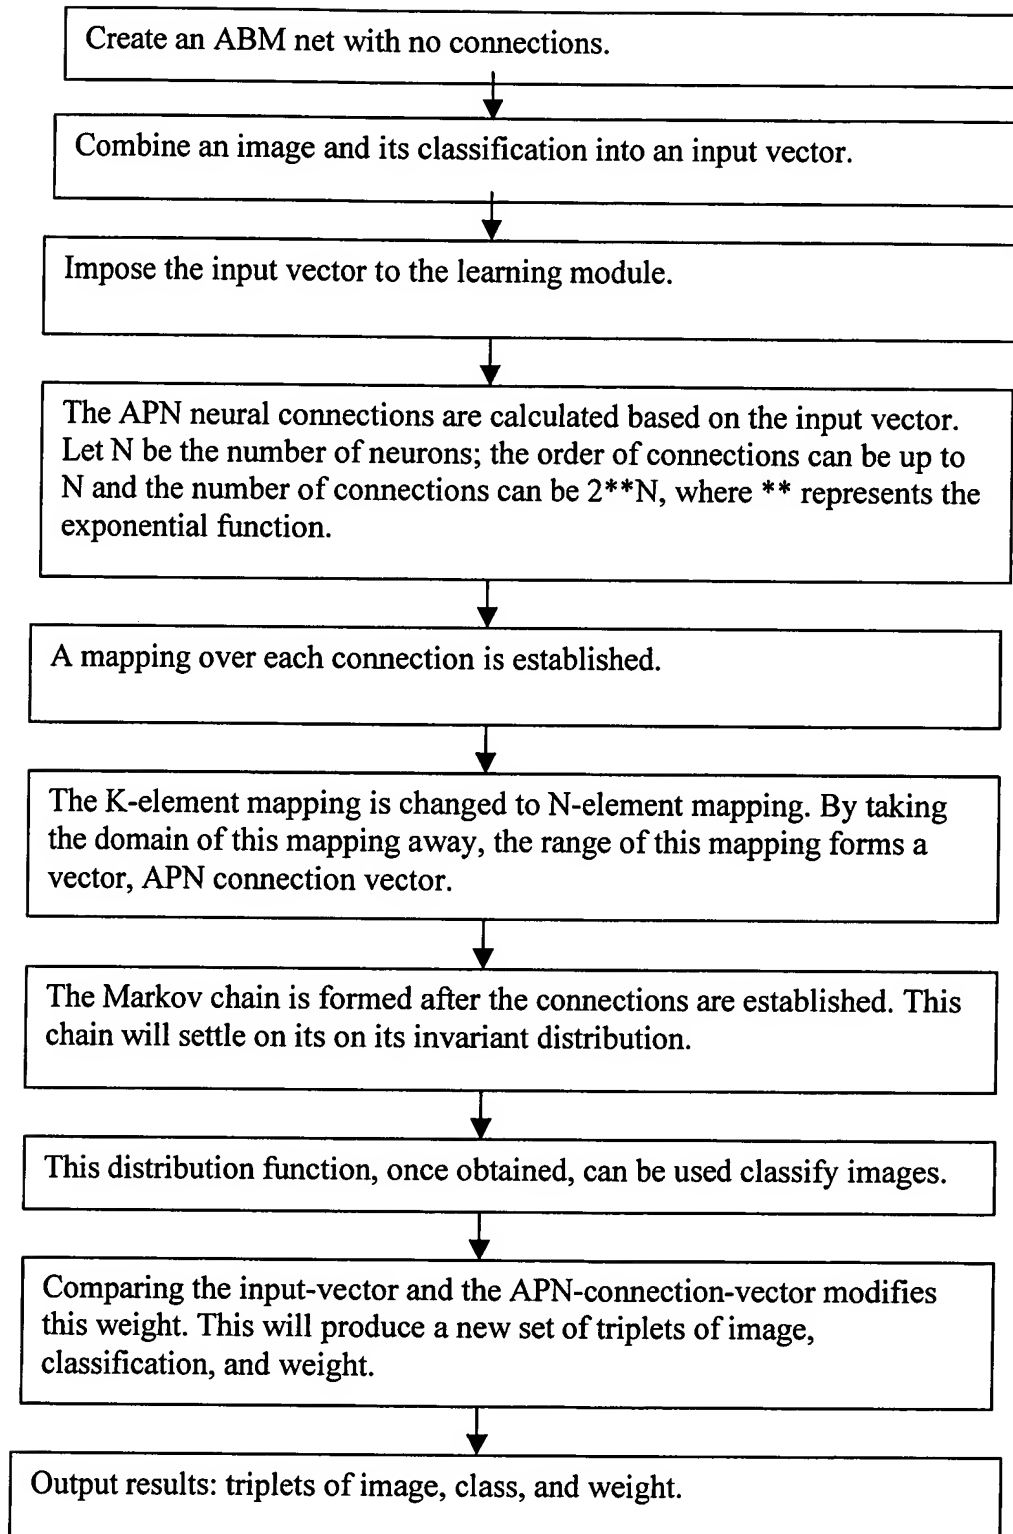 Create an ABM net with no connections.
Combine an image and its classification into an input vector.
Impose the input vector to the learning module.
The APN neural connections are calculated based on the input vector.
Let N be the number of neurons; the order of connections can be up to
N and the number of connections can be 2**N, where ** represents the
exponential function.
A mapping over each connection is established.
The K-element mapping is changed to N-element mapping. By taking
the domain of this mapping away, the range of this mapping forms a
vector, APN connection vector.
The Markov chain is formed after the connections are established. This
chain will settle on its on its invariant distribution.
This distribution function, once obtained, can be used classify images.
Comparing the input-vector and the APN-connection-vector modifies
this weight. This will produce a new set of triplets of image,
classification, and weight.
Output results: triplets of image, class, and weight.